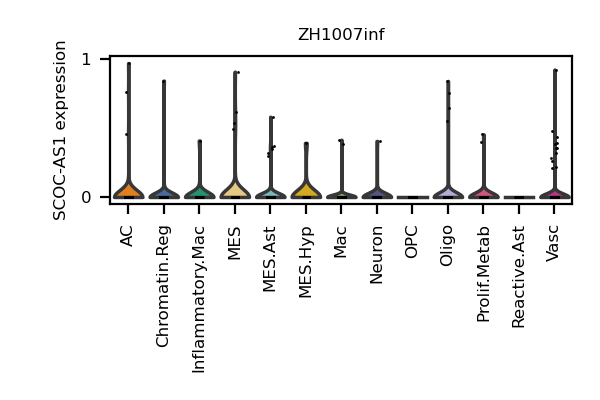 ZH1007inf
SCOC-AS1 expression
1
0
AC
Chromatin.Reg
Inflammatory.Mac
MES
MES.Ast
MES.Hyp
Mac
Neuron
OPC
Oligo
Prolif.Metab
Reactive.Ast
Vasc